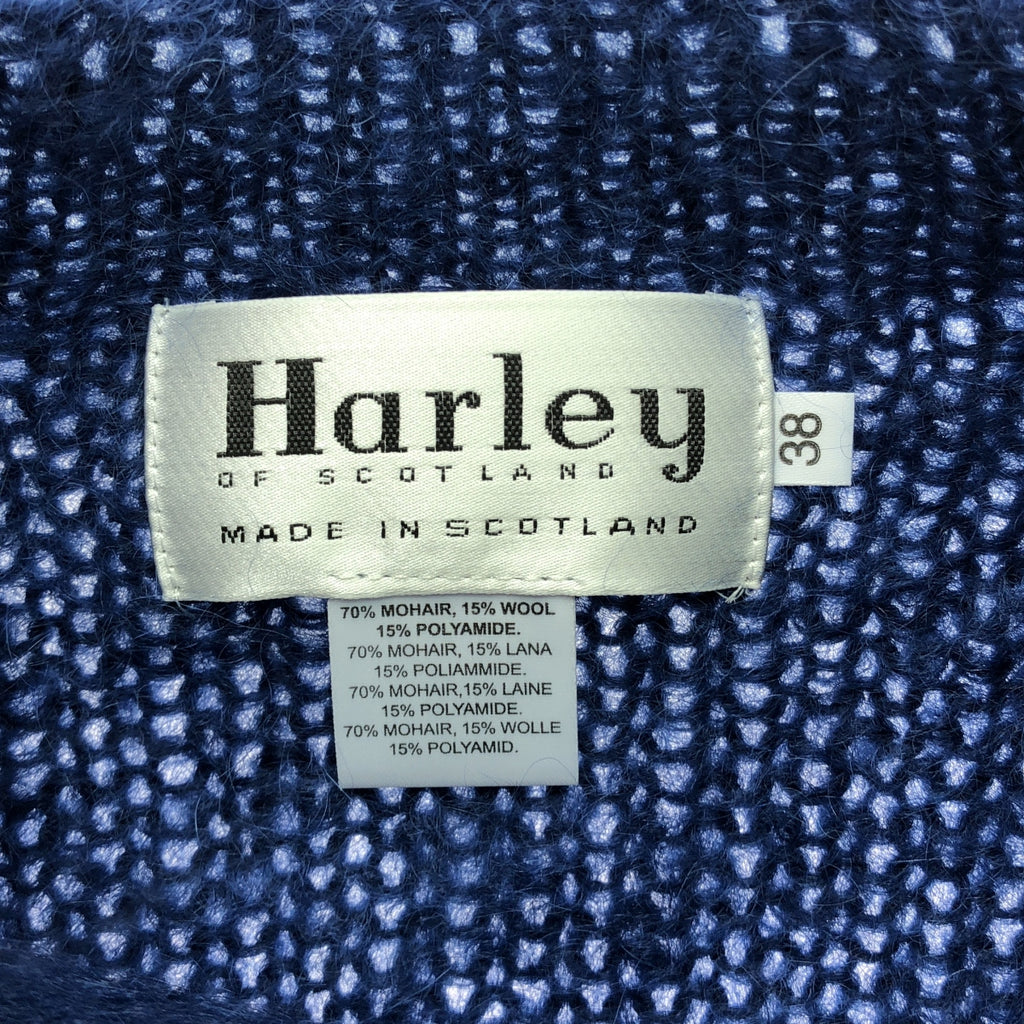 Harley
OF SCOTLAND
MADE IN SCOTLAND
38
70% MOHAIR, 15% WOOL
15% POLYAMIDE.
70% MOHAIR, 15% LANA
15% POLIAMMIDE.
70% MOHAIR,15% LAINE
15% POLYAMIDE.
70% MOHAIR, 15% WOLLE
15% POLYAMID.